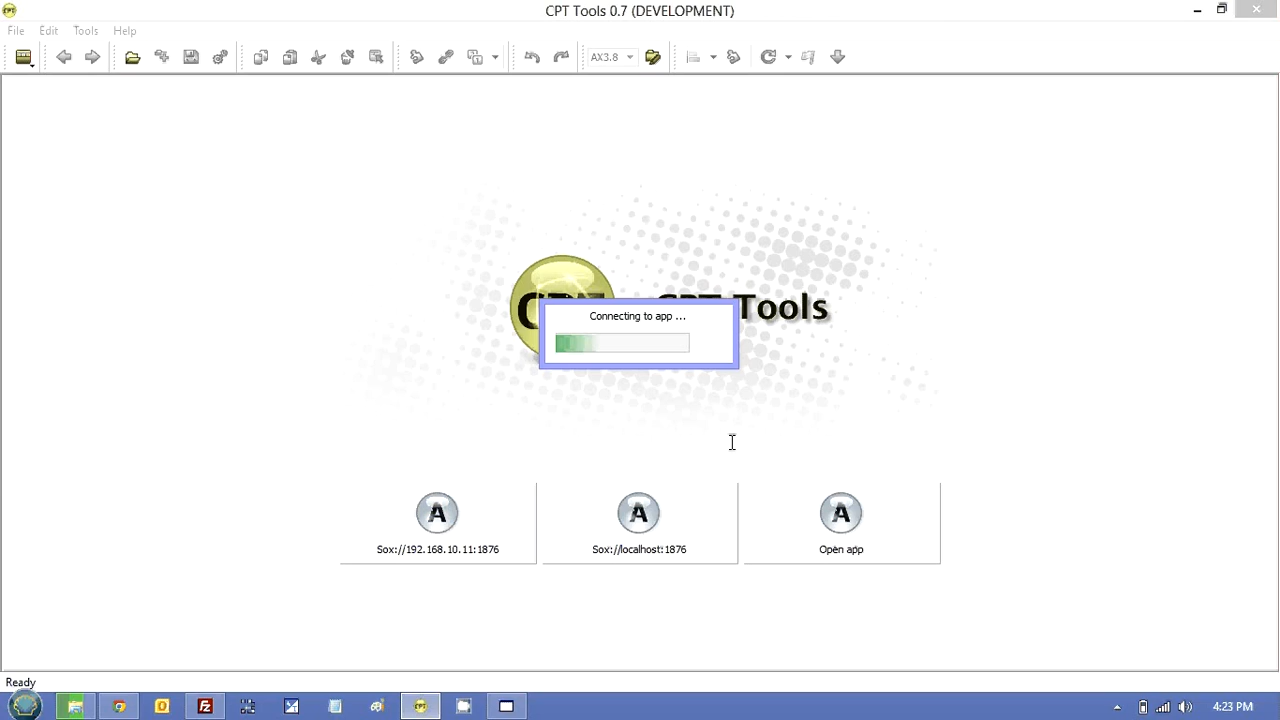 CPT Tools 0.7 (DEVELOPMENT)
File Edit Tools Help
AX3.8
CPT Tools
Connecting to app ...
Sox://192.168.10.11:1876
Sox://localhost:1876
Open app
Ready
4:23 PM